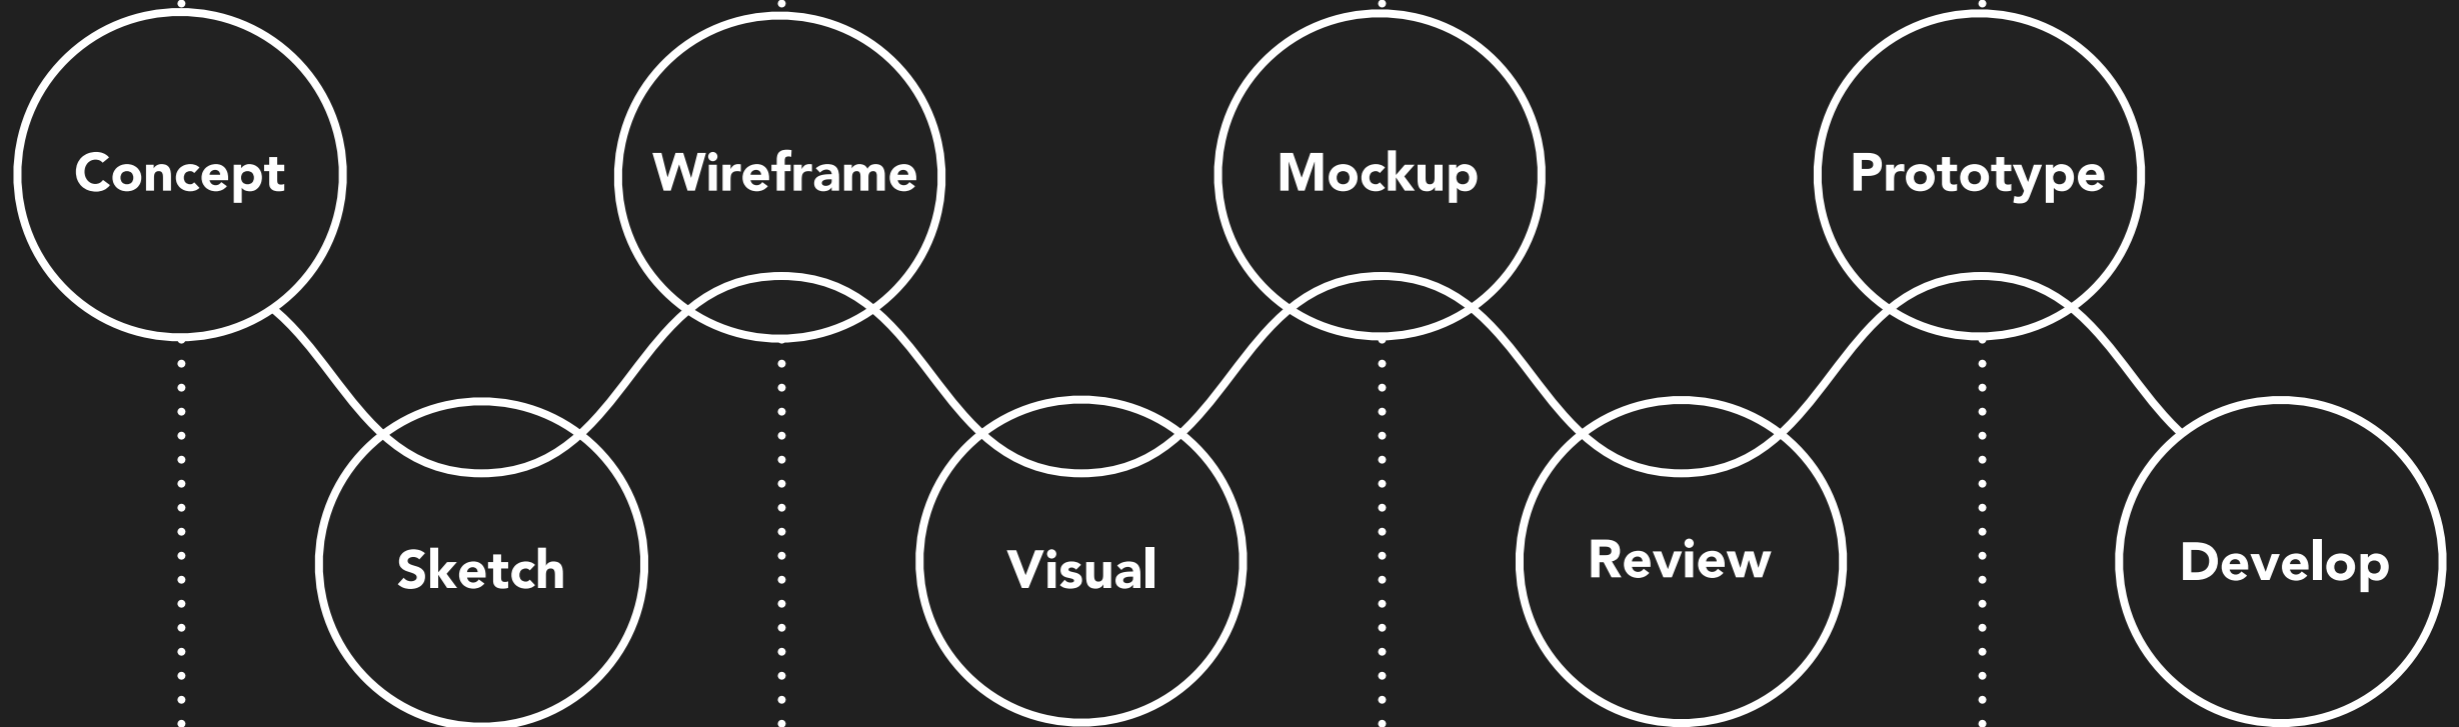 Concept
Sketch
Wireframe
Visual
Mockup
Review
Prototype
Develop